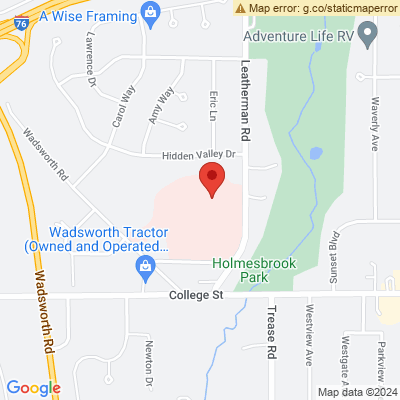 Map error: g.co/staticmaperror
76
A Wise Framing
Adventure Life RV
Lawrence Dr
Carol Way
Amy Way
Eric Ln
Leatherman Rd
Waverly Ave
Wadsworth Rd
Hidden Valley Dr
Wadsworth Tractor
(Owned and Operated...
Holmesbrook
Park
Sunset Blvd
Wadsworth Rd
College St
Newton Dr
Trease Rd
Westview Ave
Westgate A
Parkview
Google
Map data ©2024